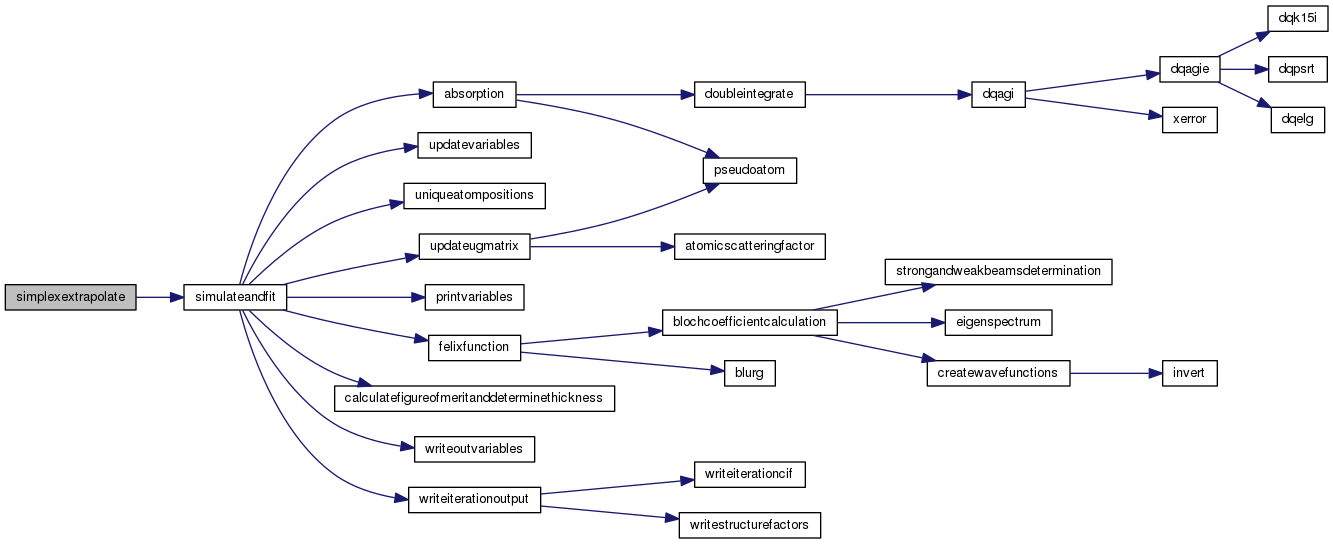 dqk15i
dqagie
dqpsrt
absorption
doubleintegrate
dqagi
xerror
dqelg
updatevariables
pseudoatom
uniqueatompositions
updateugmatrix
atomicscatteringfactor
strongandweakbeamsdetermination
simplexextrapolate
simulateandfit
printvariables
blochcoefficientcalculation
eigenspectrum
felixfunction
blurg
createwavefunctions
invert
calculatefigureofmeritanddeterminethickness
writeoutvariables
writeiterationcif
writeiterationoutput
writestructurefactors